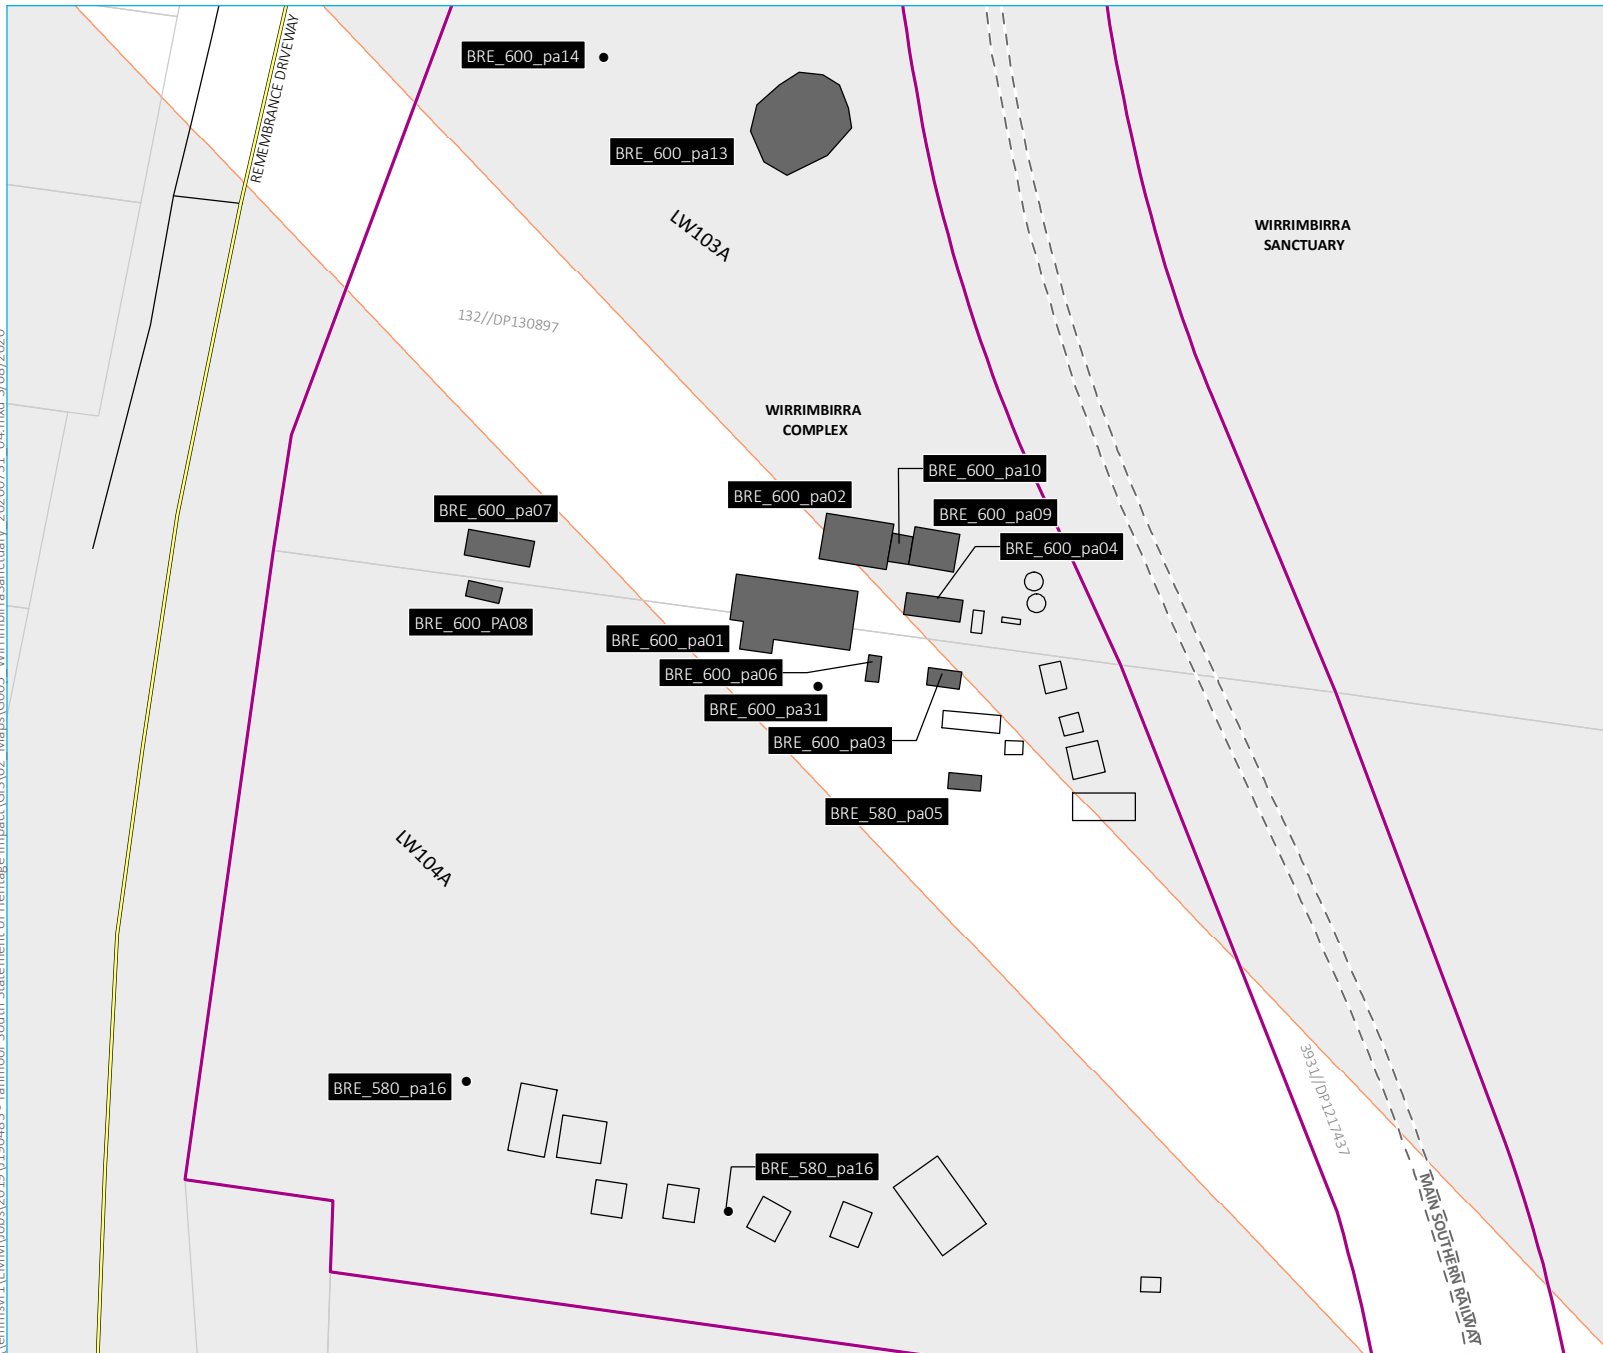 BRE_600_pa14
REMEMBRANCE DRIVEWAY
BRE_600_pa13
LW103A
WIRRIMBIRRA
SANCTUARY
132//DP130897
WIRRIMBIRRA
COMPLEX
BRE_600_pa10
BRE_600_pa02
BRE_600_pa09
BRE_600_pa07
BRE_600_pa04
BRE_600_PA08
BRE_600_pa01
BRE_600_pa06
BRE_600_pa31
BRE_600_pa03
BRE_580_pa05
LW104A
3931//DP1217437
BRE_580_pa16
BRE_580_pa16
MAIN SOUTHERN RAILWAY